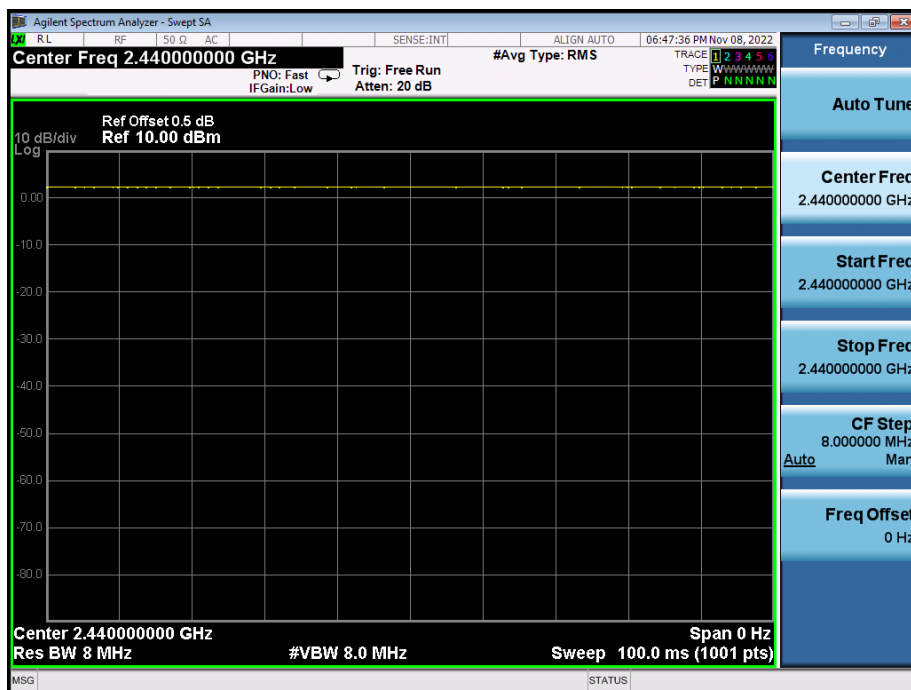 Agilent Spectrum Analyzer - Swept SA
LXI RL RF 50 Ω AC SENSE:INT ALIGN AUTO 06:47:36 PM Nov 08, 2022
Center Freq 2.440000000 GHz #Avg Type: RMS TRACE 1 2 3 4 5 6
PNO: Fast Trig: Free Run TYPE WWWWWW
IFGain:Low Atten: 20 dB DET P N N N N N
Frequency
Auto Tune
Ref Offset 0.5 dB
10 dB/div Ref 10.00 dBm
Log
0.00
-10.0
-20.0
-30.0
-40.0
-50.0
-60.0
-70.0
-80.0
Center 2.440000000 GHz Span 0 Hz
Res BW 8 MHz #VBW 8.0 MHz Sweep 100.0 ms (1001 pts)
Center Freq
2.440000000 GHz
Start Freq
2.440000000 GHz
Stop Freq
2.440000000 GHz
CF Step
8.000000 MHz
Auto Man
Freq Offset
0 Hz
MSG STATUS